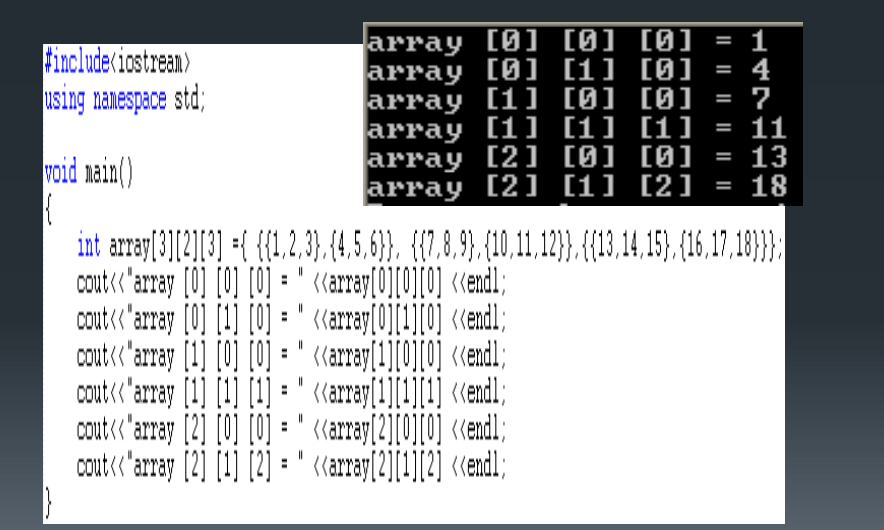 #include<iostream>
using namespace std;
void main()
{
int array[3][2][3] ={ {{1,2,3},{4,5,6}}, {{7,8,9},{10,11,12}},{{13,14,15},{16,17,18}}};
cout<<"array [0] [0] [0] = " <<array[0][0][0] <<endl;
cout<<"array [0] [1] [0] = " <<array[0][1][0] <<endl;
cout<<"array [1] [0] [0] = " <<array[1][0][0] <<endl;
cout<<"array [1] [1] [1] = " <<array[1][1][1] <<endl;
cout<<"array [2] [0] [0] = " <<array[2][0][0] <<endl;
cout<<"array [2] [1] [2] = " <<array[2][1][2] <<endl;
}
array [0] [0] [0] = 1
array [0] [1] [0] = 4
array [1] [0] [0] = 7
array [1] [1] [1] = 11
array [2] [0] [0] = 13
array [2] [1] [2] = 18